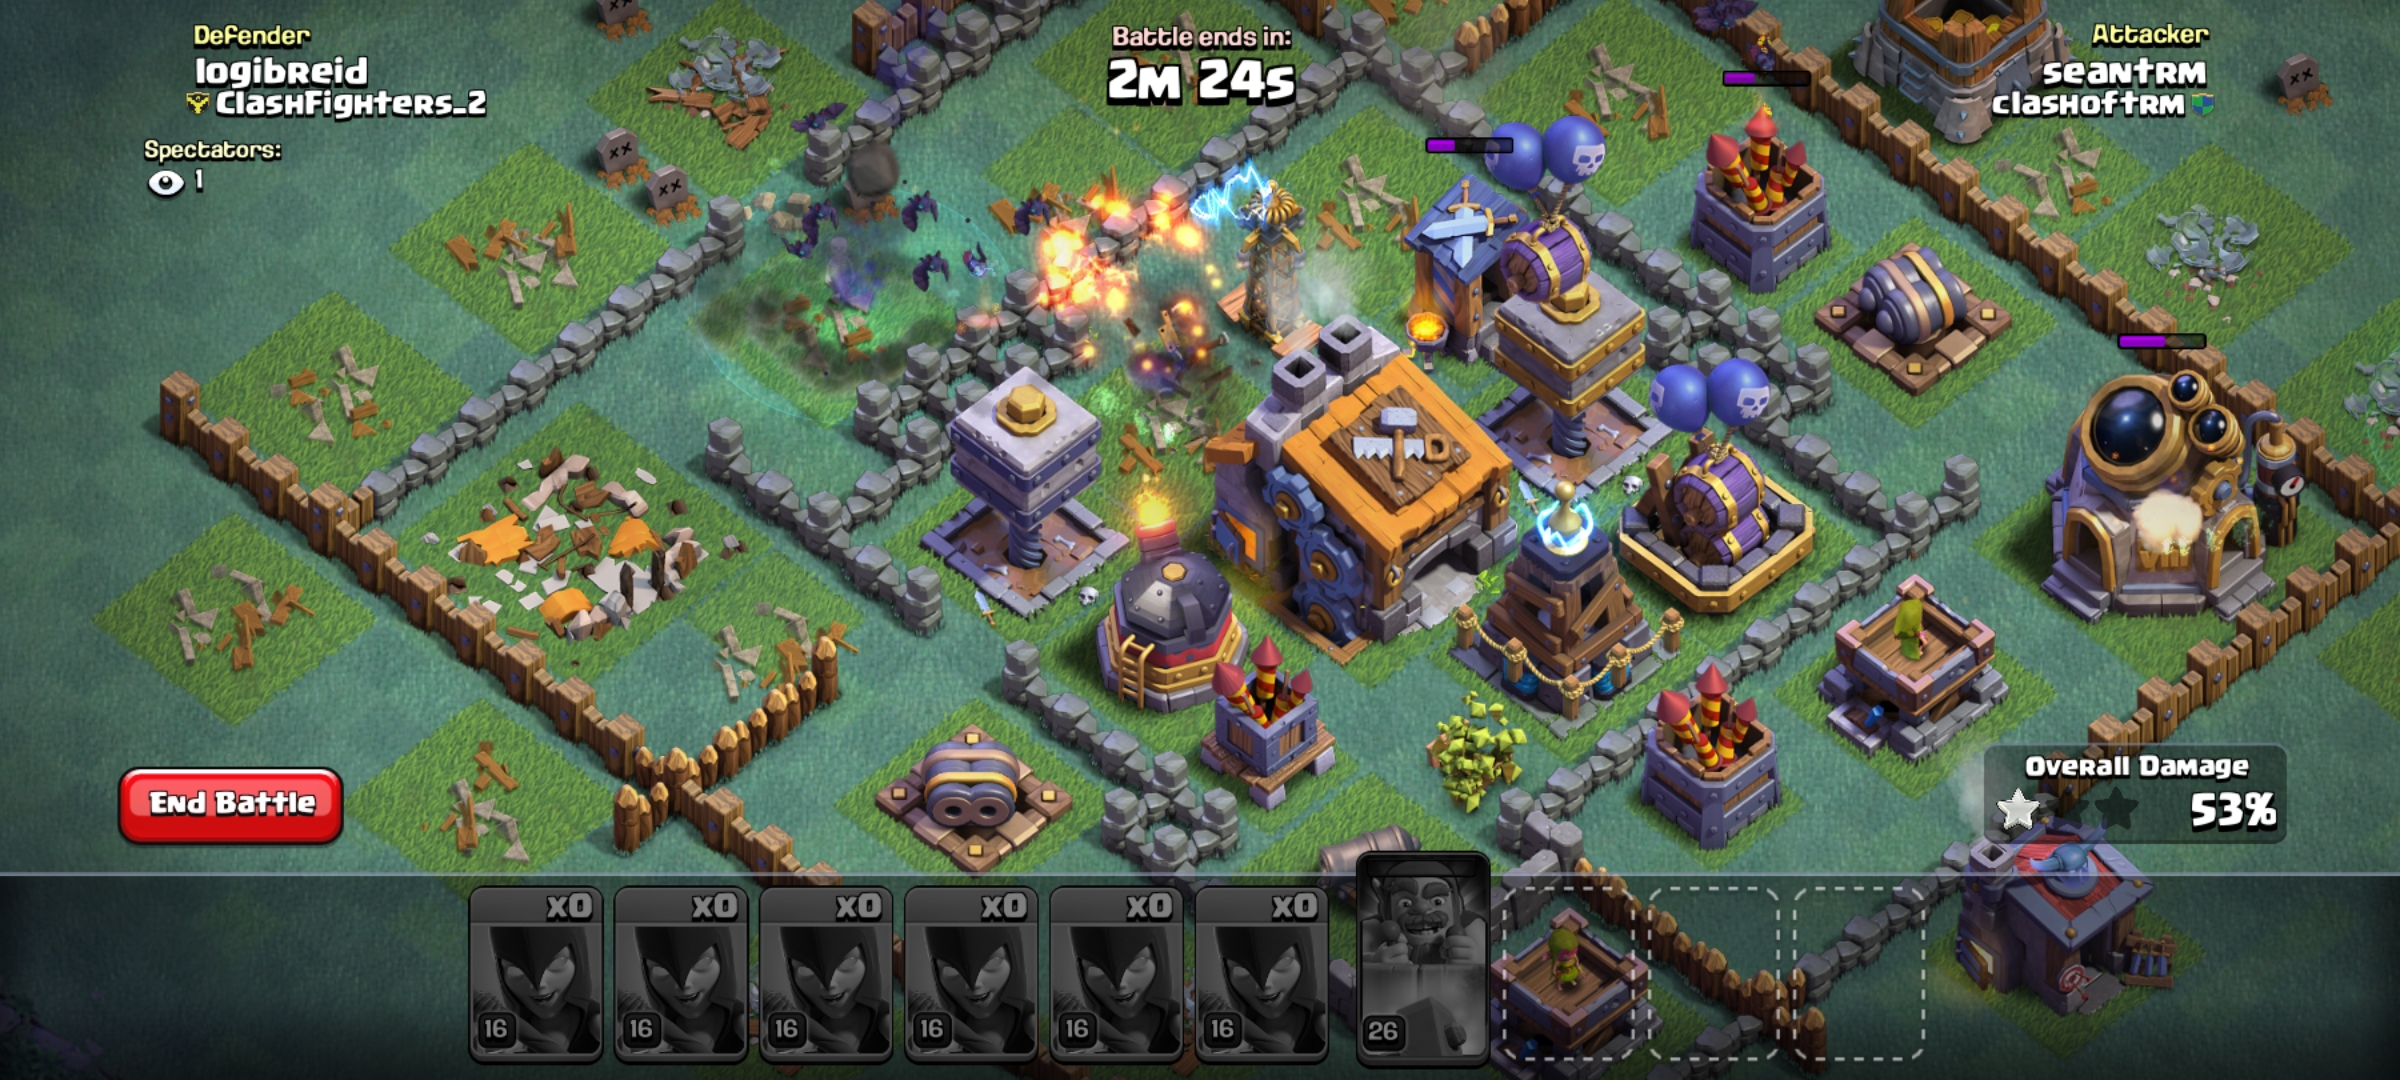 Defender
logibreid
ClashFighters_2
Spectators:
1
Battle ends in:
2m 24s
Attacker
seantrm
clashoftrm
VIII
End Battle
Overall Damage
53%
x0
x0
x0
x0
x0
x0
16
16
16
16
16
16
26